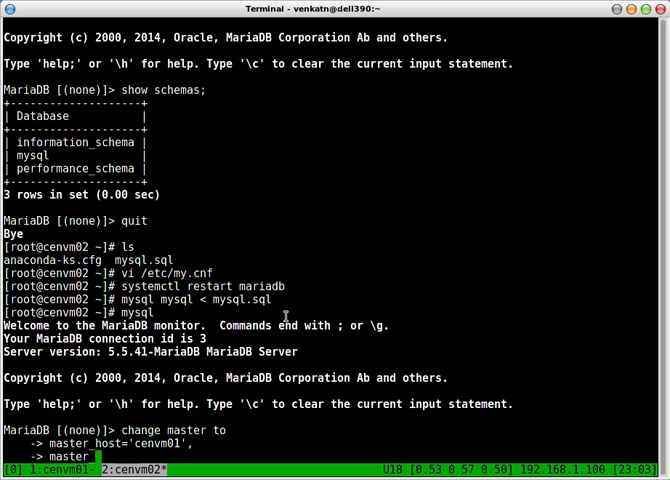 Terminal - venkatn@dell390:~
Copyright (c) 2000, 2014, Oracle, MariaDB Corporation Ab and others.
Type 'help;' or '\h' for help. Type '\c' to clear the current input statement.
MariaDB [(none)]> show schemas;
+--------------------+
| Database           |
+--------------------+
| information_schema |
| mysql              |
| performance_schema |
+--------------------+
3 rows in set (0.00 sec)
MariaDB [(none)]> quit
Bye
[root@cenvm02 ~]# ls
anaconda-ks.cfg  mysql.sql
[root@cenvm02 ~]# vi /etc/my.cnf
[root@cenvm02 ~]# systemctl restart mariadb
[root@cenvm02 ~]# mysql mysql < mysql.sql
[root@cenvm02 ~]# mysql
Welcome to the MariaDB monitor.  Commands end with ; or \g.
Your MariaDB connection id is 3
Server version: 5.5.41-MariaDB MariaDB Server
Copyright (c) 2000, 2014, Oracle, MariaDB Corporation Ab and others.
Type 'help;' or '\h' for help. Type '\c' to clear the current input statement.
MariaDB [(none)]> change master to
    -> master_host='cenvm01',
    -> master_
[0] 1:cenvm01- 2:cenvm02* U18 [0.53 0.57 0.50] 192.168.1.100 [23:03]